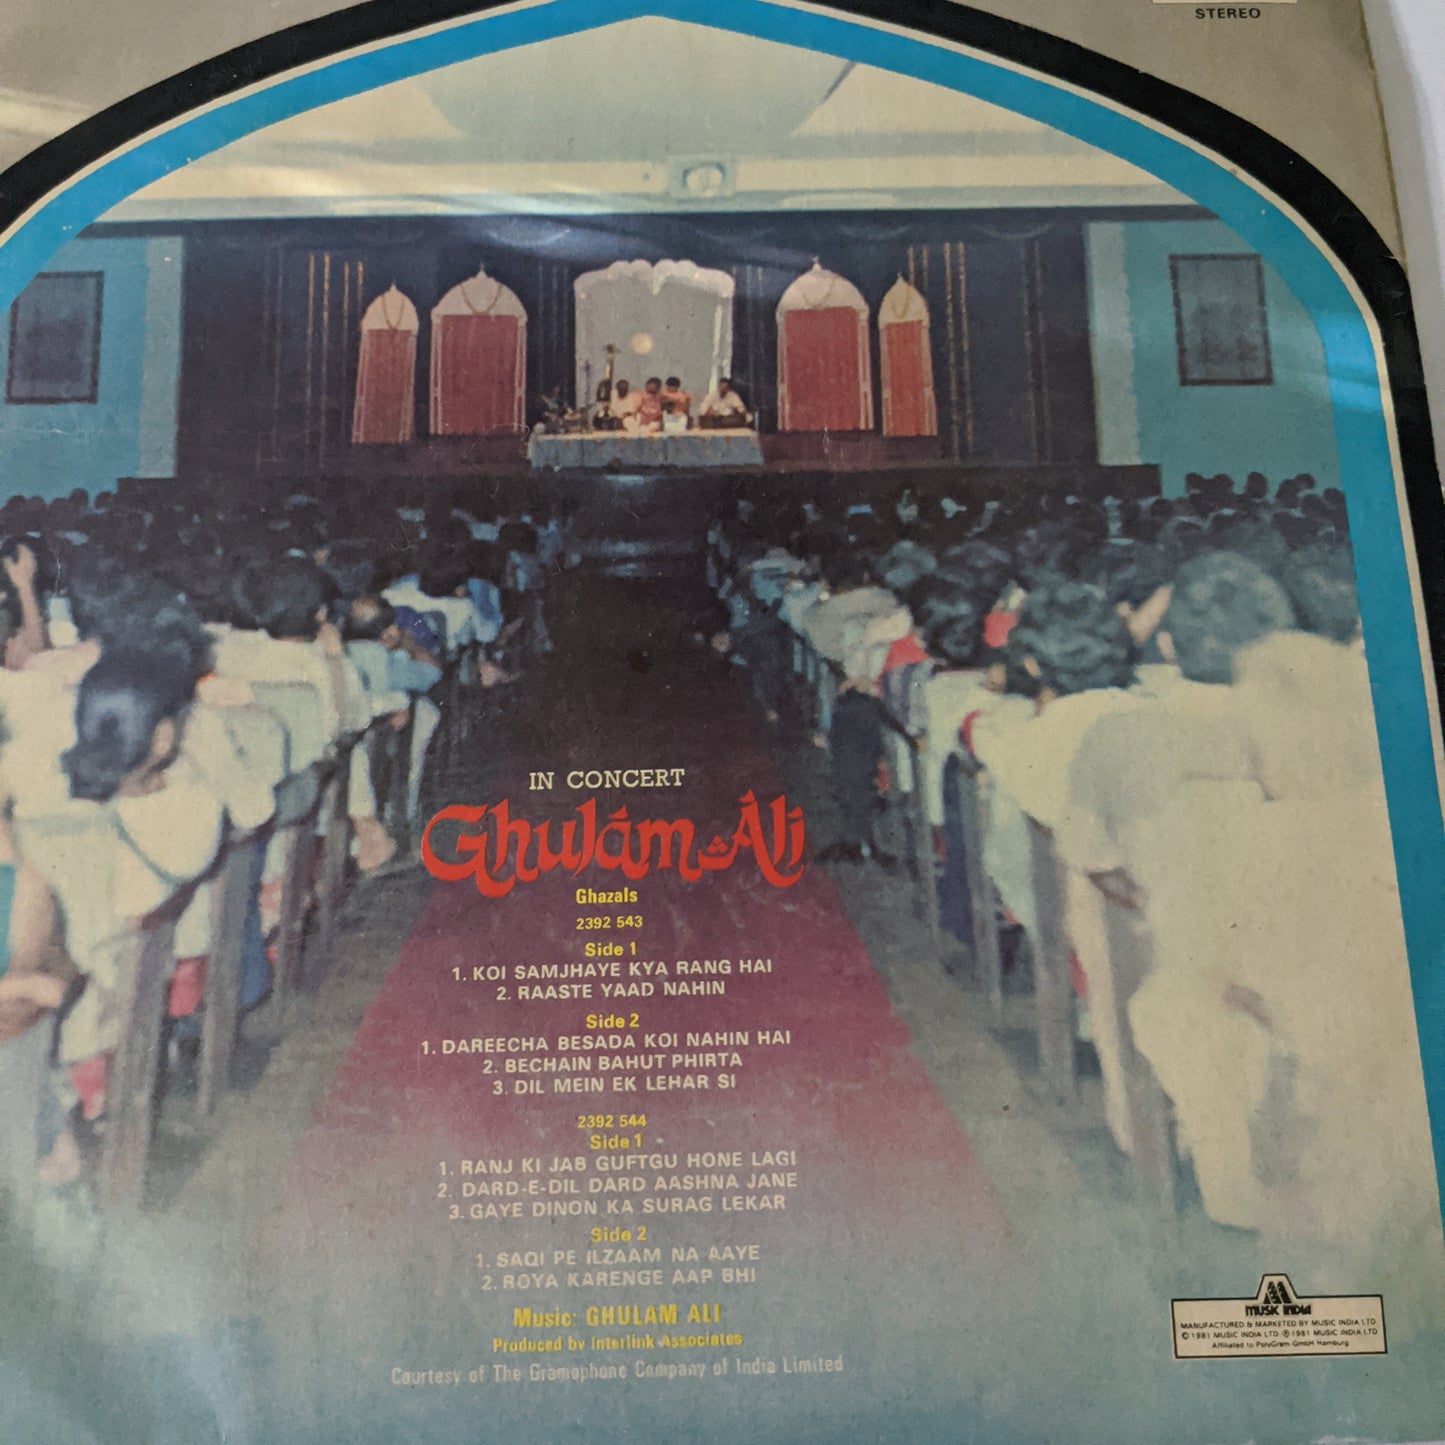 STEREO
IN CONCERT
Ghulám Áli
Ghazals
2392 543
Side 1
1. KOI SAMJHAYE KYA RANG HAI
2. RAASTE YAAD NAHIN
Side 2
1. DAREECHA BESADA KOI NAHIN HAI
2. BECHAIN BAHUT PHIRTA
3. DIL MEIN EK LEHAR SI
2392 544
Side 1
1. RANJ KI JAB GUFTGU HONE LAGI
2. DARD-E-DIL DARD AASHNA JANE
3. GAYE DINON KA SURAG LEKAR
Side 2
1. SAQI PE ILZAAM NA AAYE
2. ROYA KARENGE AAP BHI
Music: GHULAM ALI
Produced by Interlink Associates
Courtesy of The Gramophone Company of India Limited
MUSIC INDIA
MANUFACTURED & MARKETED BY MUSIC INDIA LTD
© 1981 MUSIC INDIA LTD ℗ 1981 MUSIC INDIA LTD
Affiliated to PolyGram GmbH Hamburg